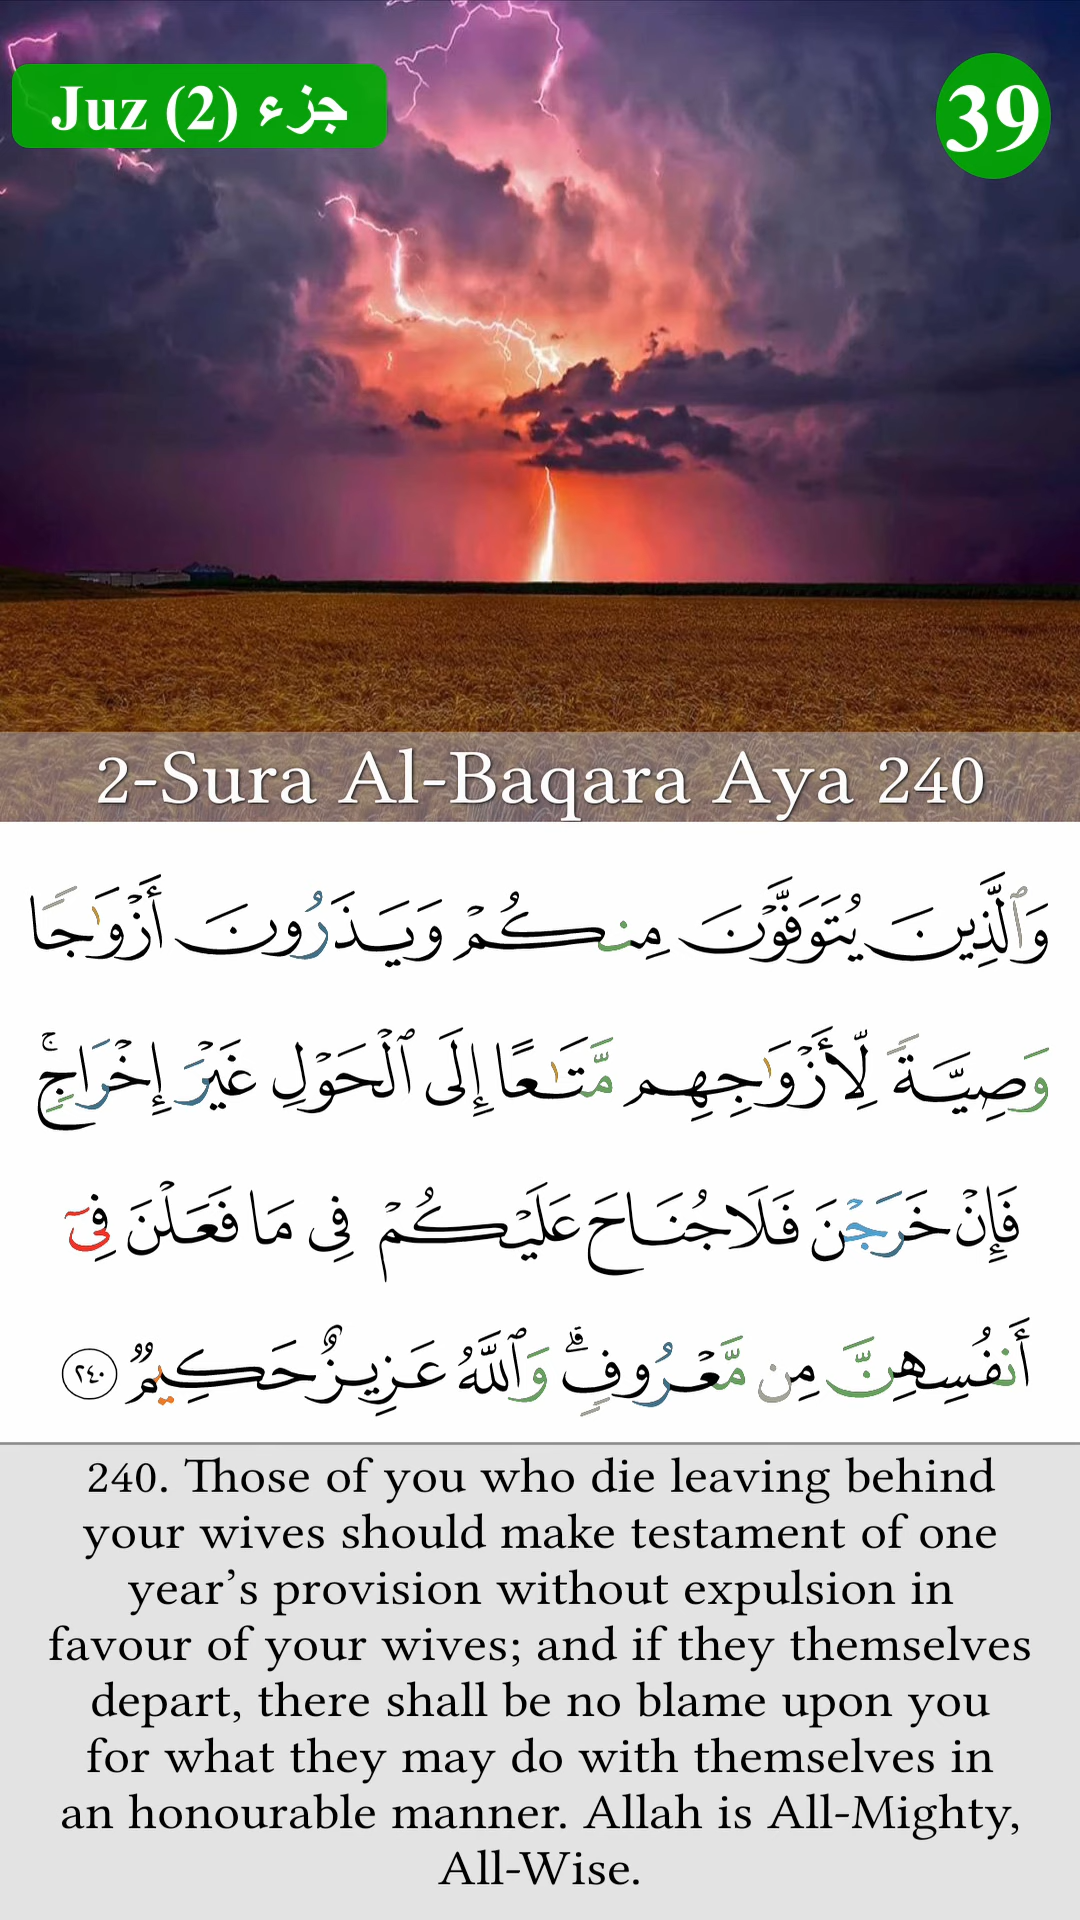 Juz (2) جزء
39
2-Sura Al-Baqara Aya 240
وَٱلَّذِينَ يُتَوَفَّوْنَ مِنكُمْ وَيَذَرُونَ أَزْوَٰجًا
وَصِيَّةً لِّأَزْوَٰجِهِم مَّتَـٰعًا إِلَى ٱلْحَوْلِ غَيْرَ إِخْرَاجٍ ۚ
فَإِنْ خَرَجْنَ فَلَا جُنَاحَ عَلَيْكُمْ فِى مَا فَعَلْنَ فِىٓ
أَنفُسِهِنَّ مِن مَّعْرُوفٍ ۗ وَٱللَّهُ عَزِيزٌ حَكِيمٌ ٢٤٠
240. Those of you who die leaving behind
your wives should make testament of one
year’s provision without expulsion in
favour of your wives; and if they themselves
depart, there shall be no blame upon you
for what they may do with themselves in
an honourable manner. Allah is All-Mighty,
All-Wise.